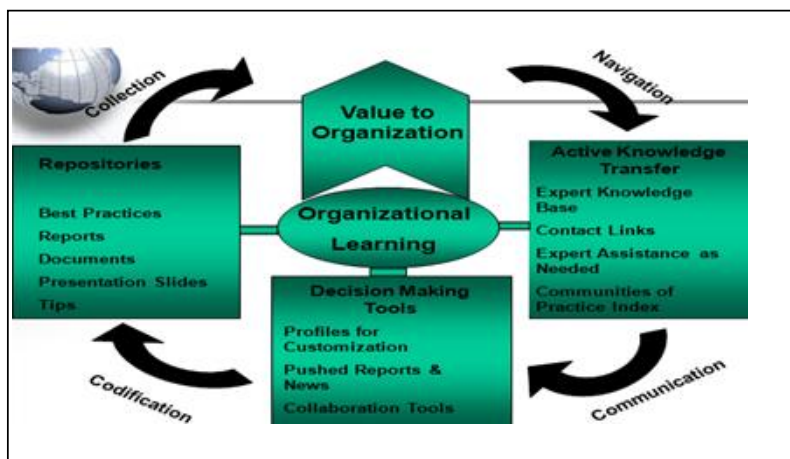 Collection
Navigation
Value to
Organization
Repositories
Best Practices
Reports
Documents
Presentation Slides
Tips
Organizational
Learning
Active Knowledge
Transfer
Expert Knowledge
Base
Contact Links
Expert Assistance as
Needed
Communities of
Practice Index
Decision Making
Tools
Profiles for
Customization
Pushed Reports &
News
Collaboration Tools
Codification
Communication